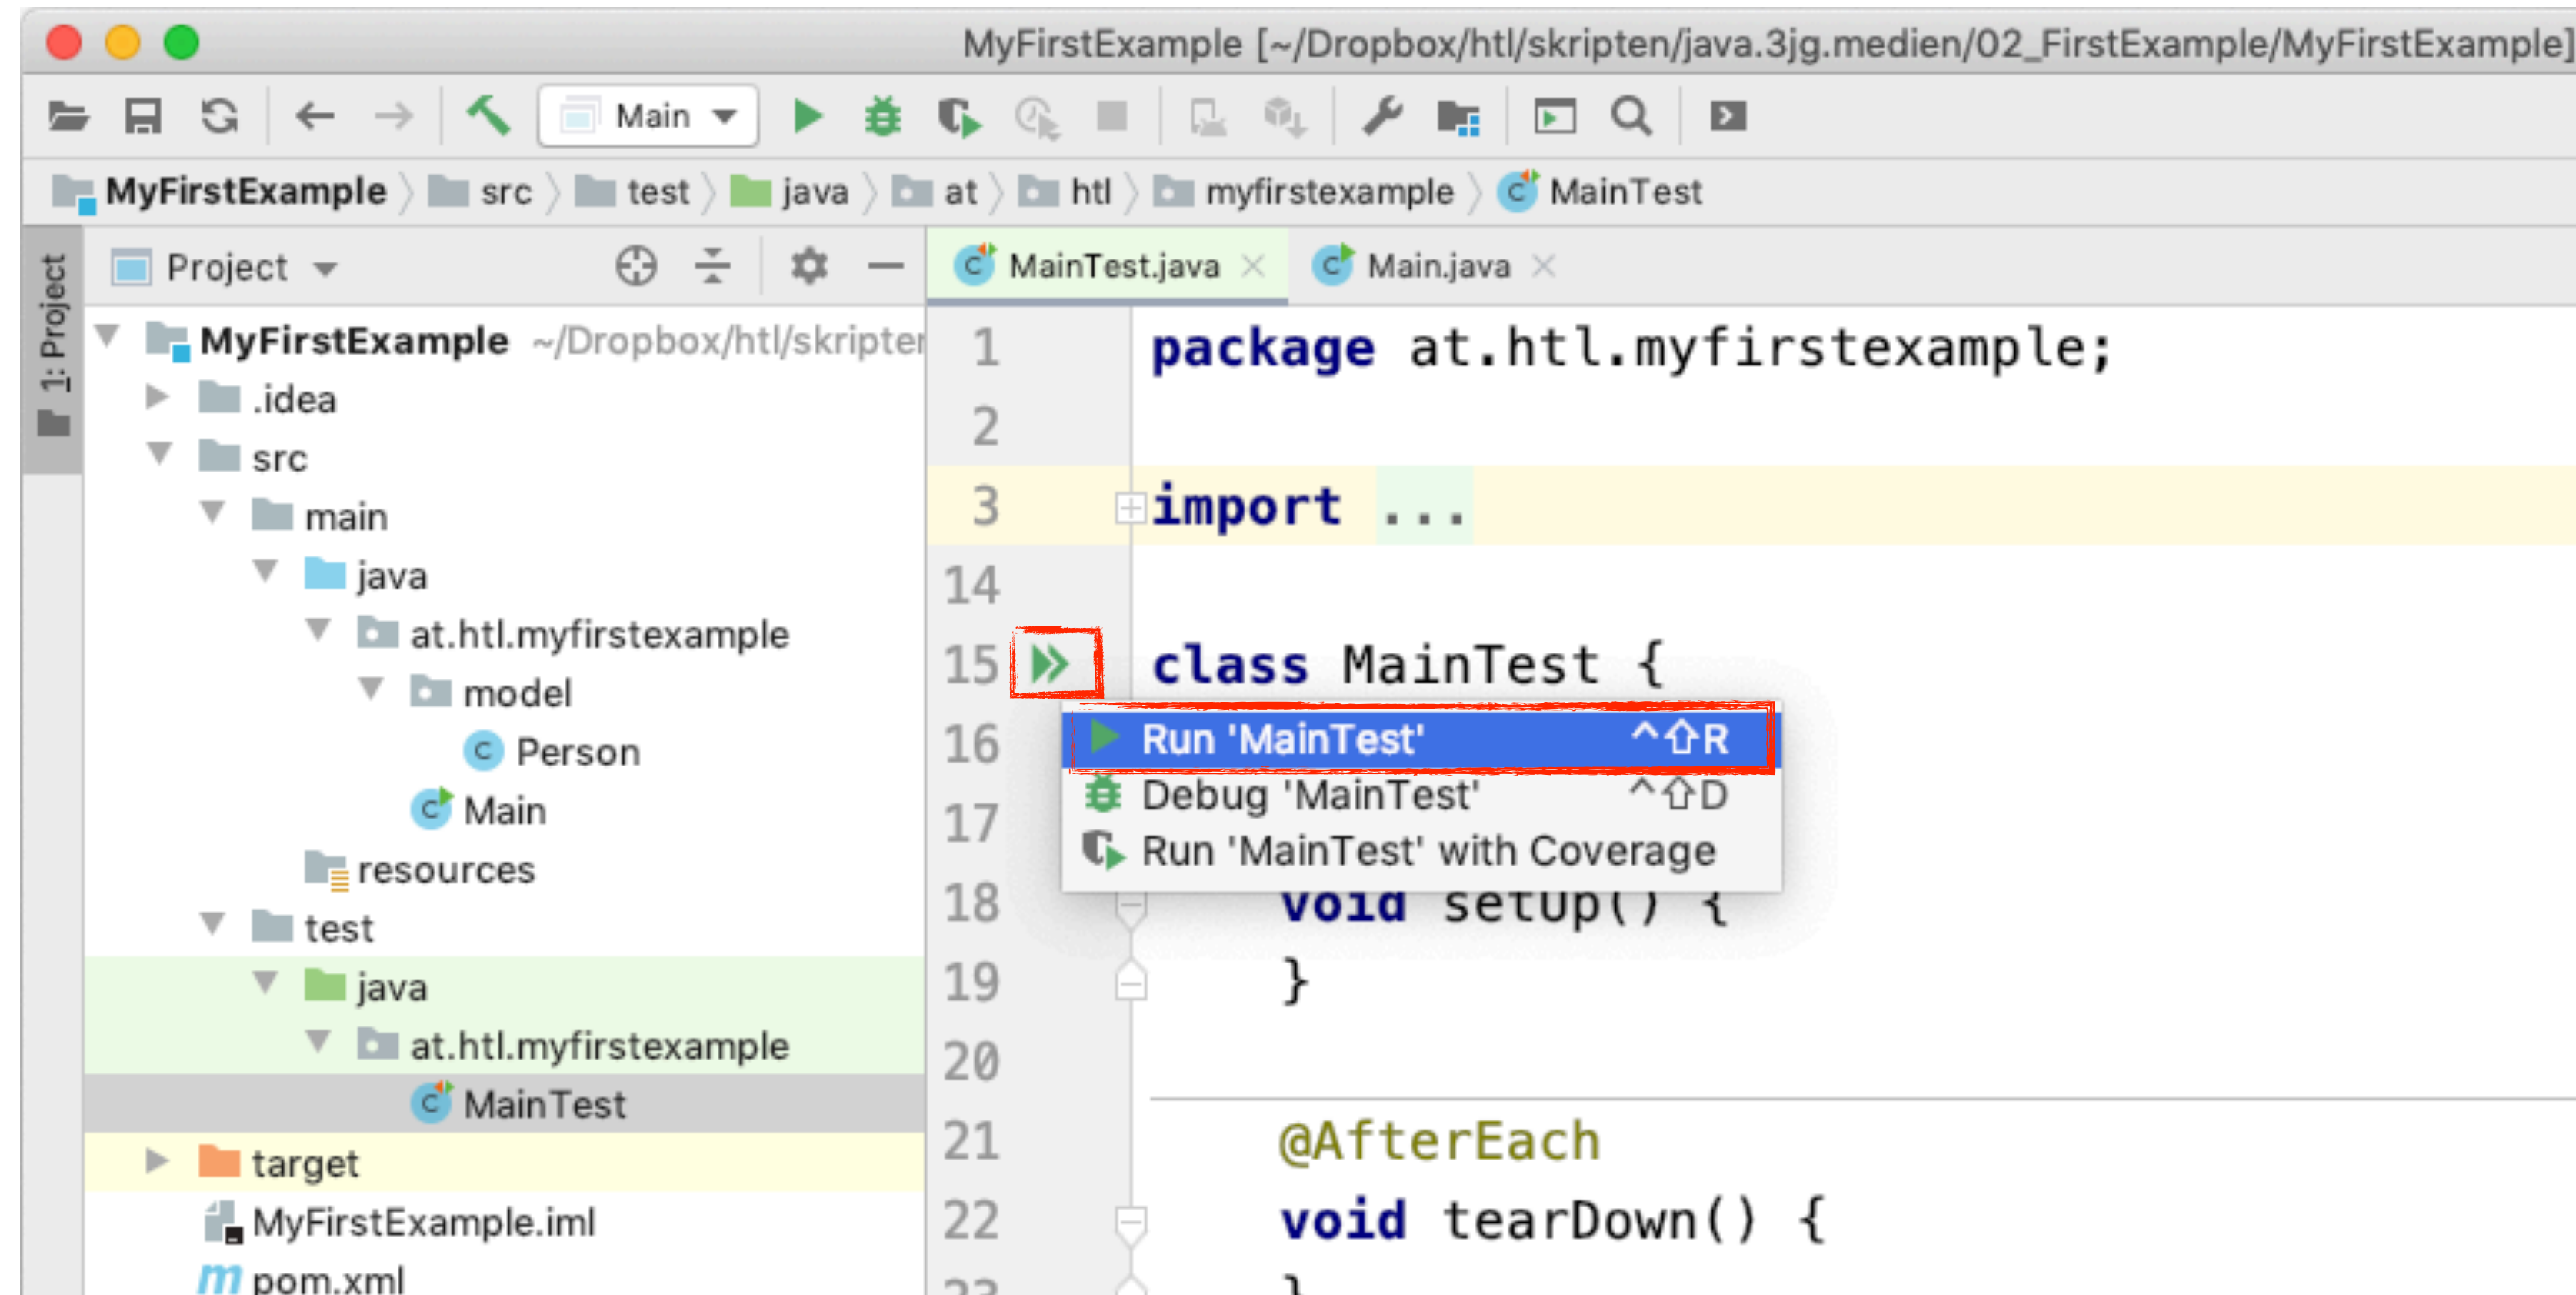 MyFirstExample [~/Dropbox/htl/skripten/java.3jg.medien/02_FirstExample/MyFirstExample]
Main
MyFirstExample src test java at htl myfirstexample MainTest
1: Project
Project
MyFirstExample ~/Dropbox/htl/skripten
.idea
src
main
java
at.htl.myfirstexample
model
Person
Main
resources
test
java
at.htl.myfirstexample
MainTest
target
MyFirstExample.iml
pom.xml
MainTest.java Main.java
1 package at.htl.myfirstexample;
2
3 import ...
14
15 class MainTest {
16
17
18 void setUp() {
19 }
20
21 @AfterEach
22 void tearDown() {
23 }
Run 'MainTest' ^⇧R
Debug 'MainTest' ^⇧D
Run 'MainTest' with Coverage